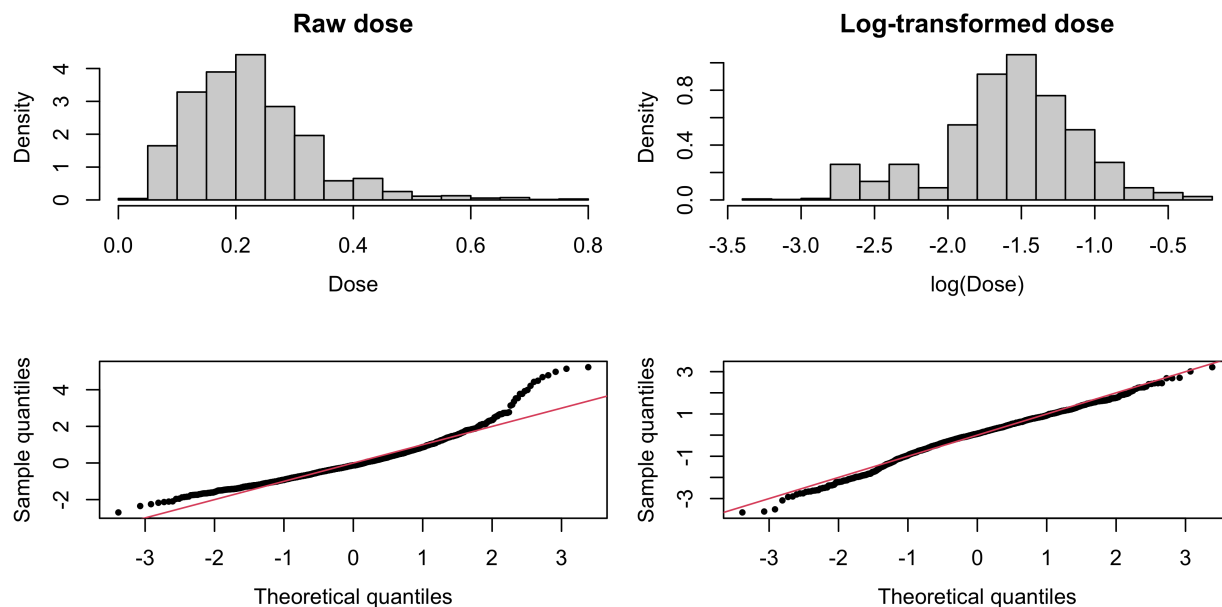 Raw dose
Density
0 1 2 3 4
0.0 0.2 0.4 0.6 0.8
Dose
Log-transformed dose
Density
0.0 0.4 0.8
-3.5 -3.0 -2.5 -2.0 -1.5 -1.0 -0.5
log(Dose)
Sample quantiles
-2 0 2 4
-3 -2 -1 0 1 2 3
Theoretical quantiles
Sample quantiles
-3 -1 1 3
-3 -2 -1 0 1 2 3
Theoretical quantiles